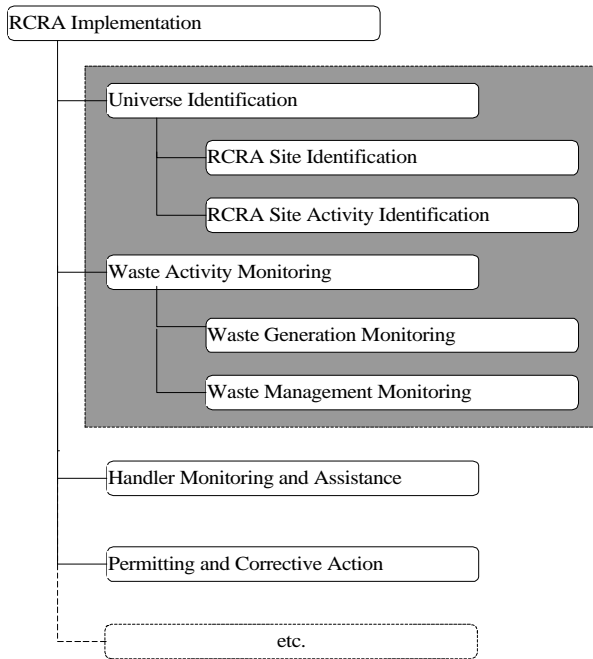 RCRA Implementation
Universe Identification
RCRA Site Identification
RCRA Site Activity Identification
Waste Activity Monitoring
Waste Generation Monitoring
Waste Management Monitoring
Handler Monitoring and Assistance
Permitting and Corrective Action
etc.